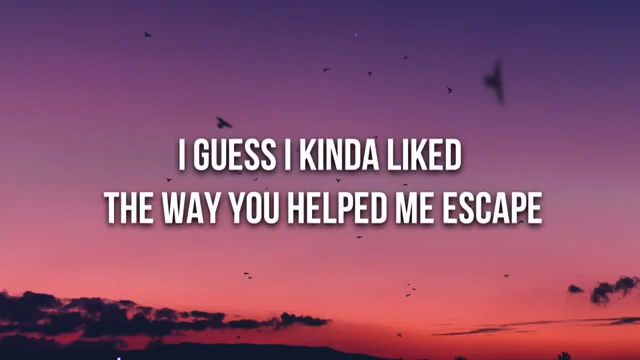 I GUESS I KINDA LIKED
THE WAY YOU HELPED ME ESCAPE